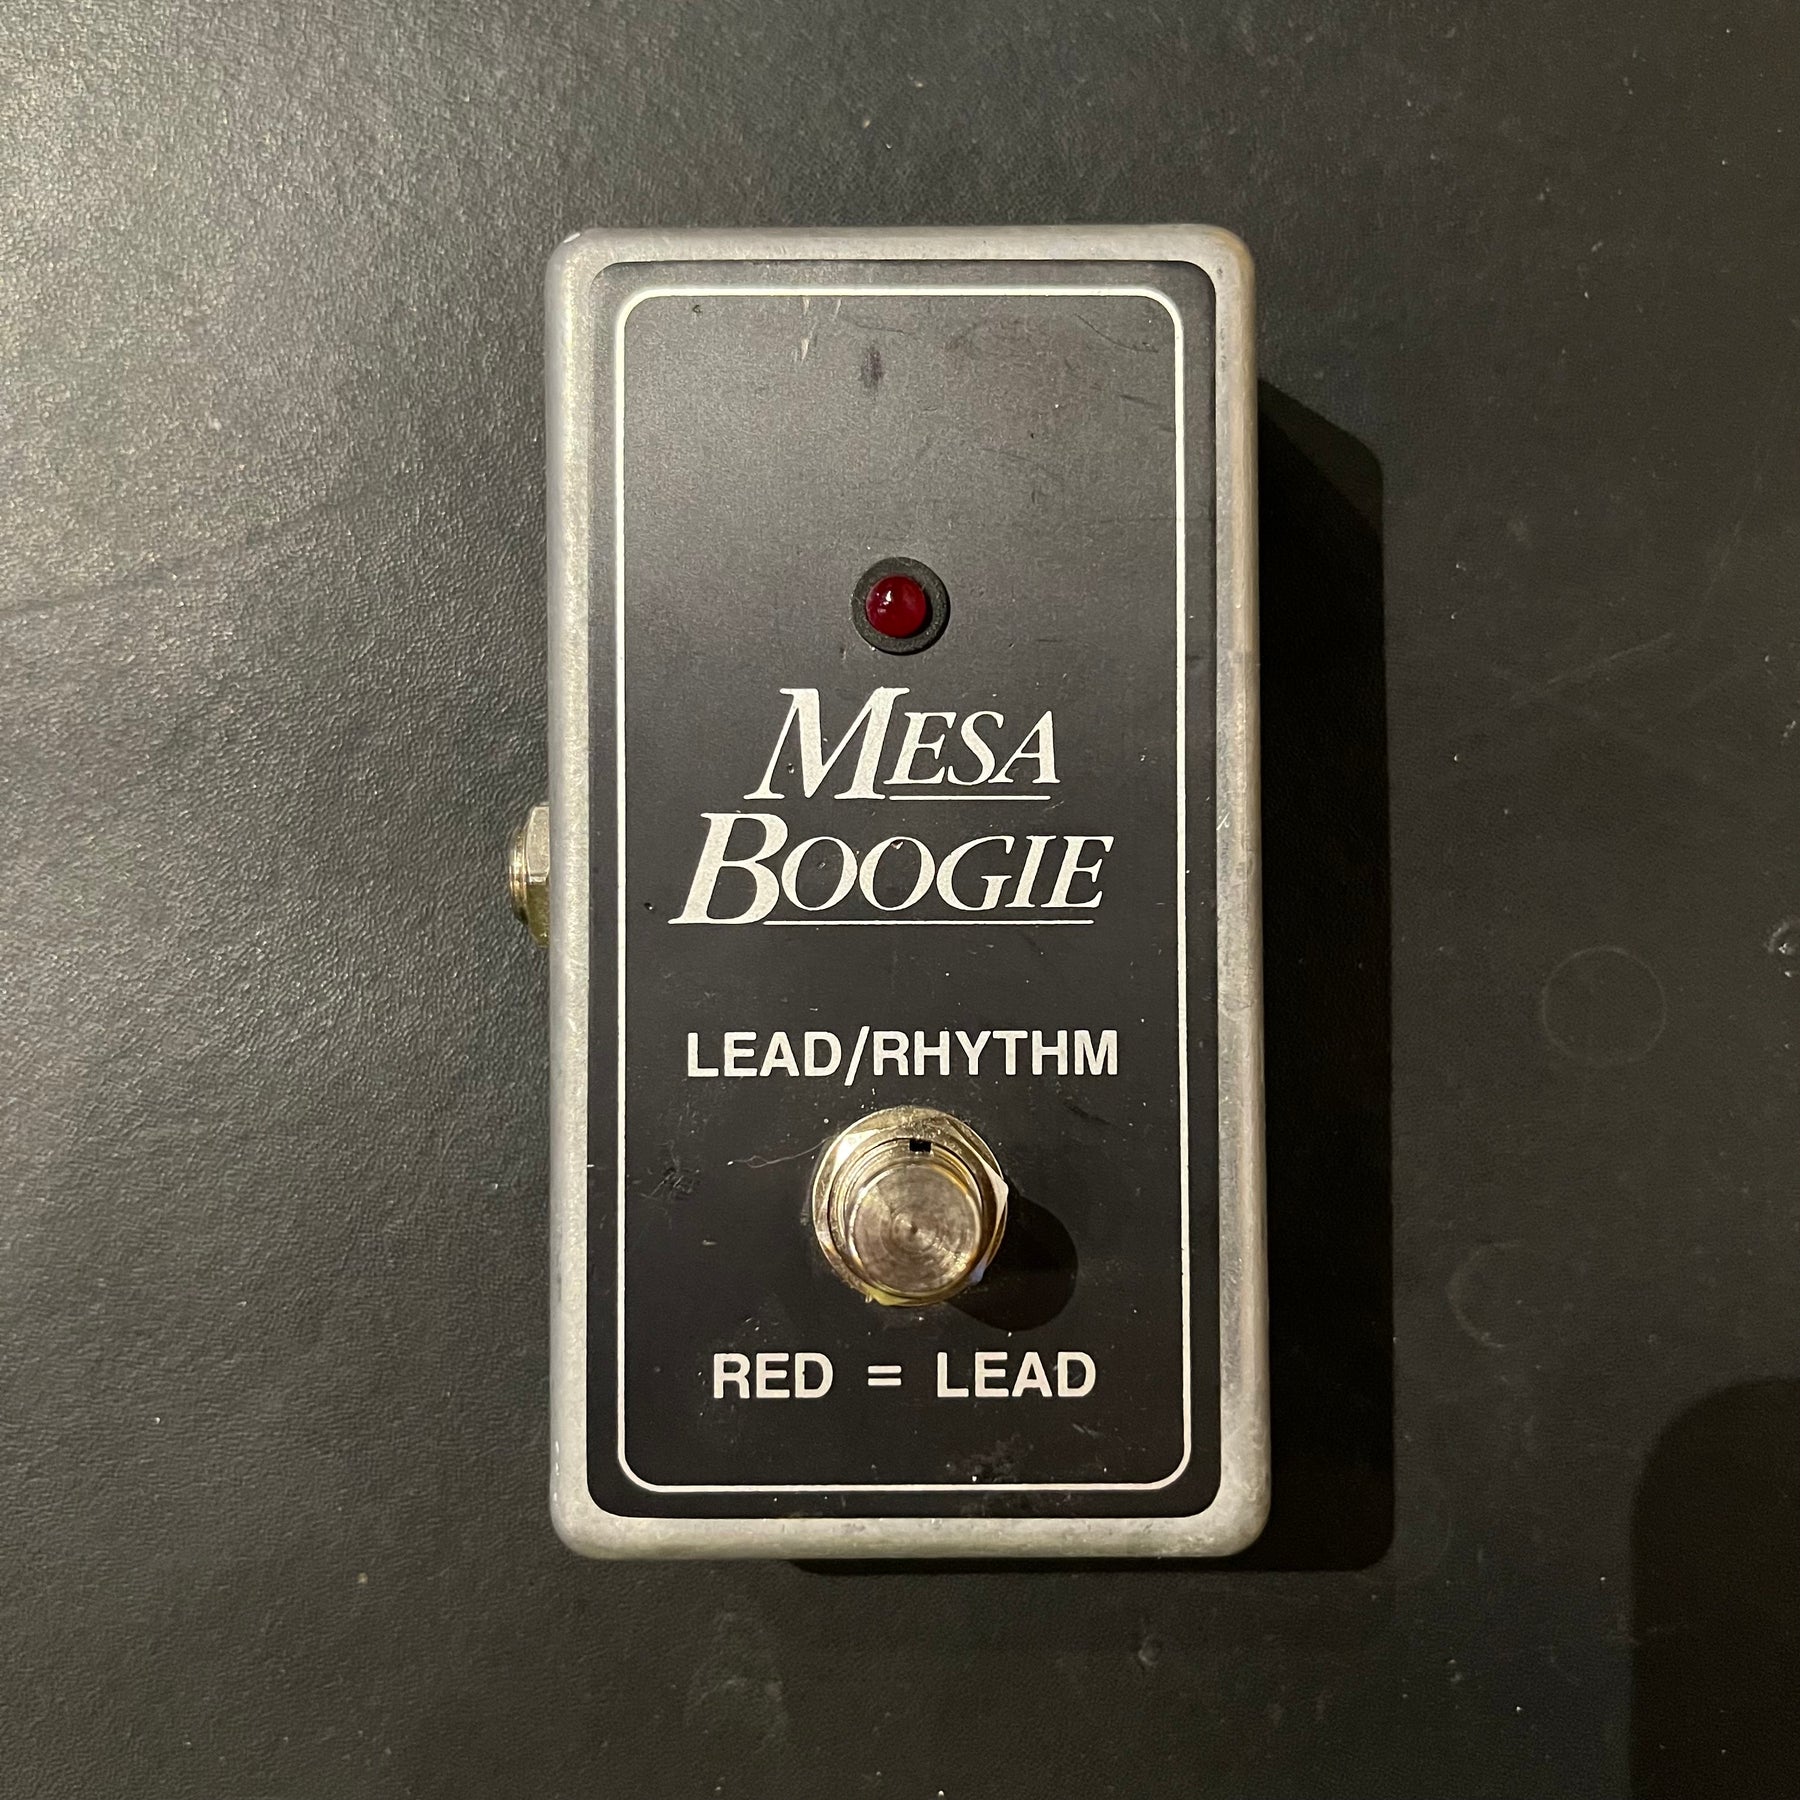 MESA
BOOGIE
LEAD/RHYTHM
RED = LEAD